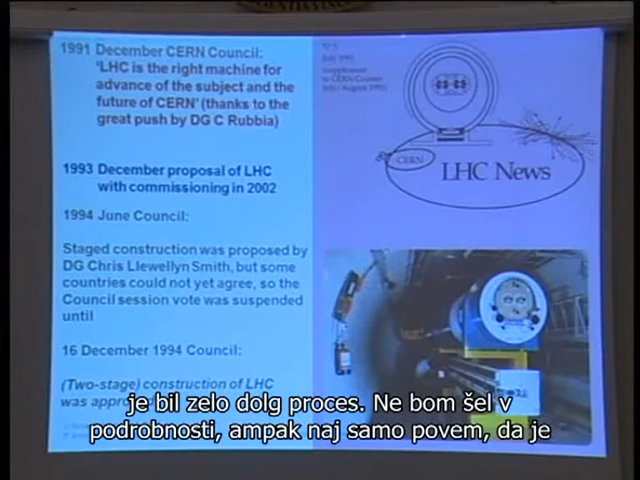 1991 December CERN Council:
'LHC is the right machine for
advance of the subject and the
future of CERN' (thanks to the
great push by DG C Rubbia)
1993 December proposal of LHC
with commissioning in 2002
1994 June Council:
Staged construction was proposed by
DG Chris Llewellyn Smith, but some
countries could not yet agree, so the
Council session vote was suspended
until
16 December 1994 Council:
(Two-stage) construction of LHC
was
July
to CERN Courier
CERN
LHC News
je bil zelo dolg proces. Ne bom šel v
podrobnosti, ampak naj samo povem, da je